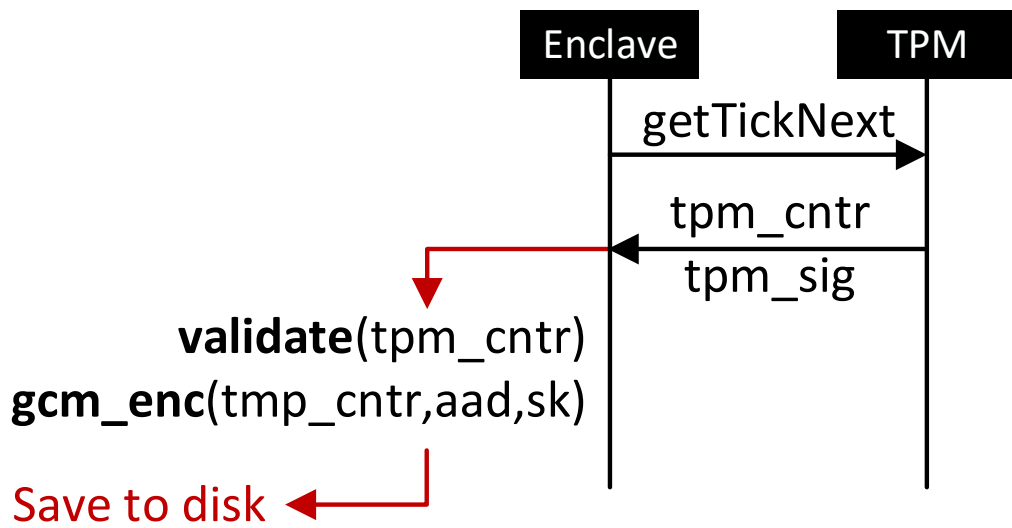 Enclave
TPM
getTickNext
tpm_cntr
tpm_sig
validate(tpm_cntr)
gcm_enc(tmp_cntr,aad,sk)
Save to disk